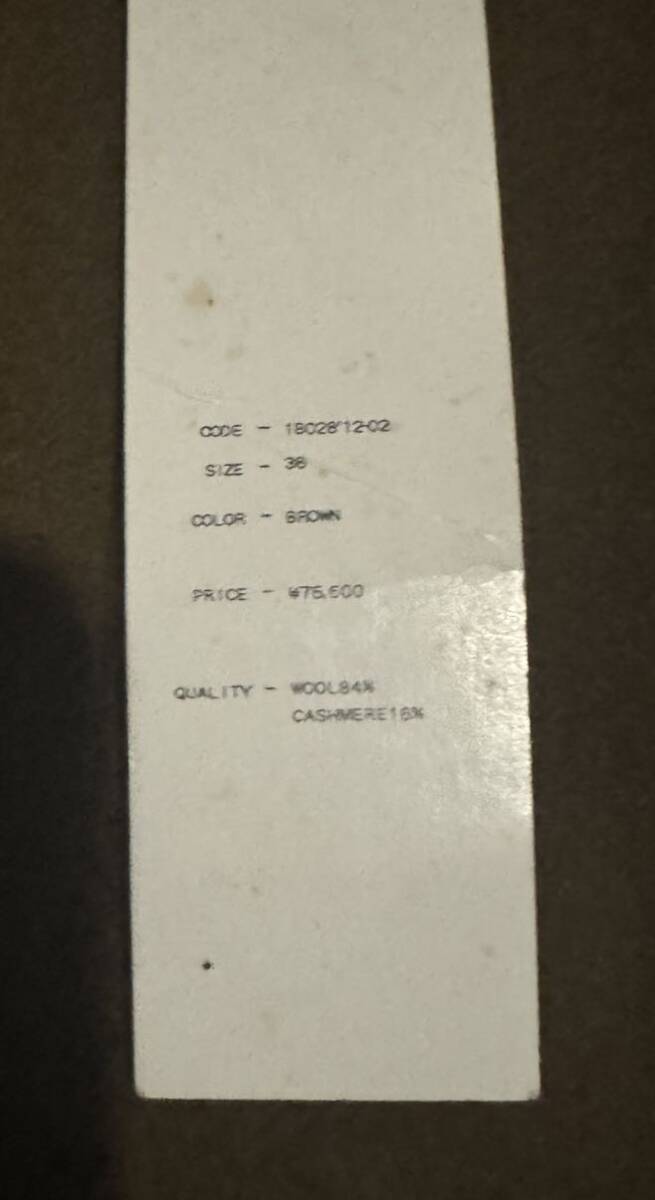 CODE - 18028'12-02
SIZE - 38
COLOR - BROWN
PRICE - ¥75,600
QUALITY - WOOL84%
CASHMERE16%